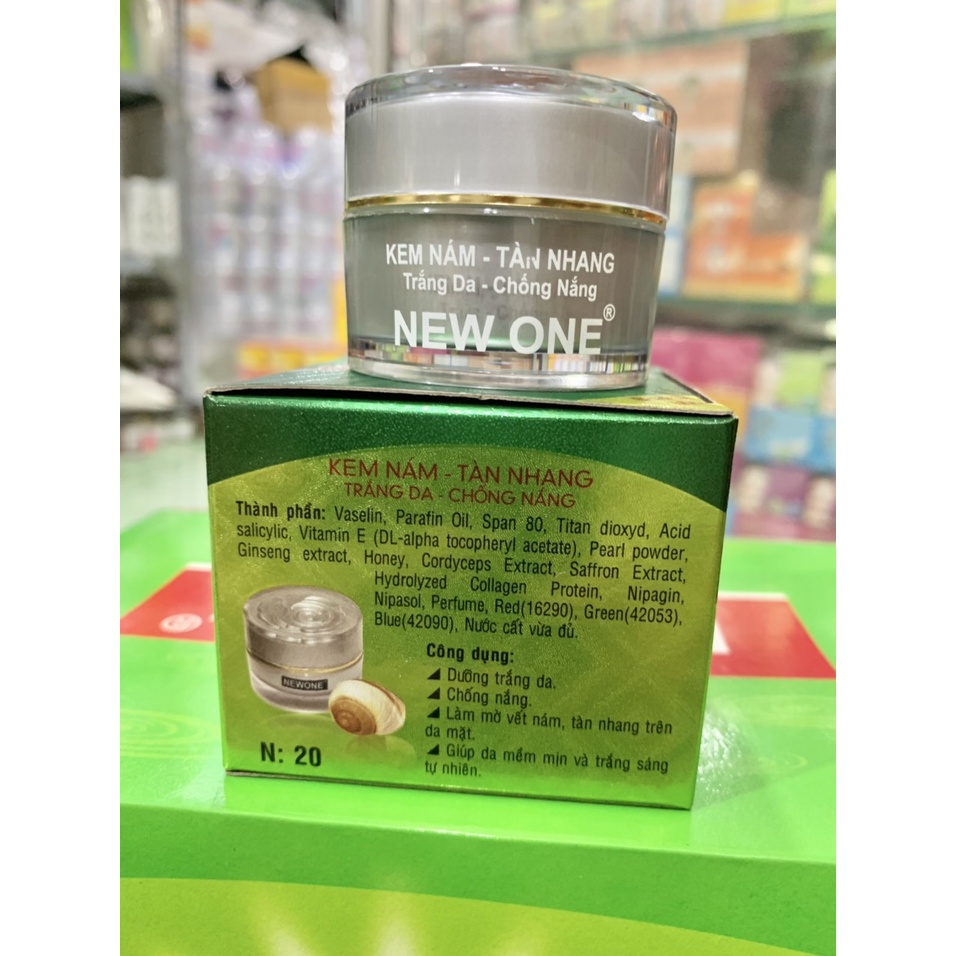 KEM NÁM - TÀN NHANG
Trắng Da - Chống Nắng
NEW ONE®
KEM NÁM - TÀN NHANG
TRẮNG DA - CHỐNG NẮNG
Thành phần: Vaselin, Parafin Oil, Span 80, Titan dioxyd, Acid
salicylic, Vitamin E (DL-alpha tocopheryl acetate), Pearl powder,
Ginseng extract, Honey, Cordyceps Extract, Saffron Extract,
Hydrolyzed Collagen Protein, Nipagin,
Nipasol, Perfume, Red(16290), Green(42053),
Blue(42090), Nước cất vừa đủ.
Công dụng:
Dưỡng trắng da.
Chống nắng.
Làm mờ vết nám, tàn nhang trên
da mặt.
Giúp da mềm mịn và trắng sáng
tự nhiên.
NEWONE
N: 20